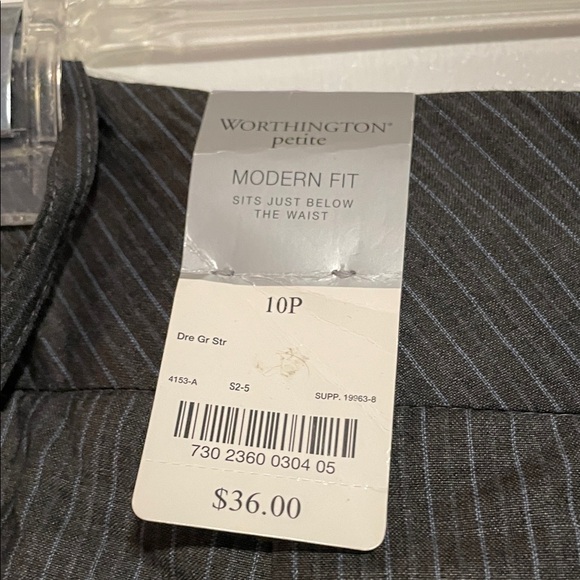 WORTHINGTON®
petite
MODERN FIT
SITS JUST BELOW
THE WAIST
10P
Dre Gr Str
4153-A S2-5 SUPP. 19963-8
730 2360 0304 05
$36.00